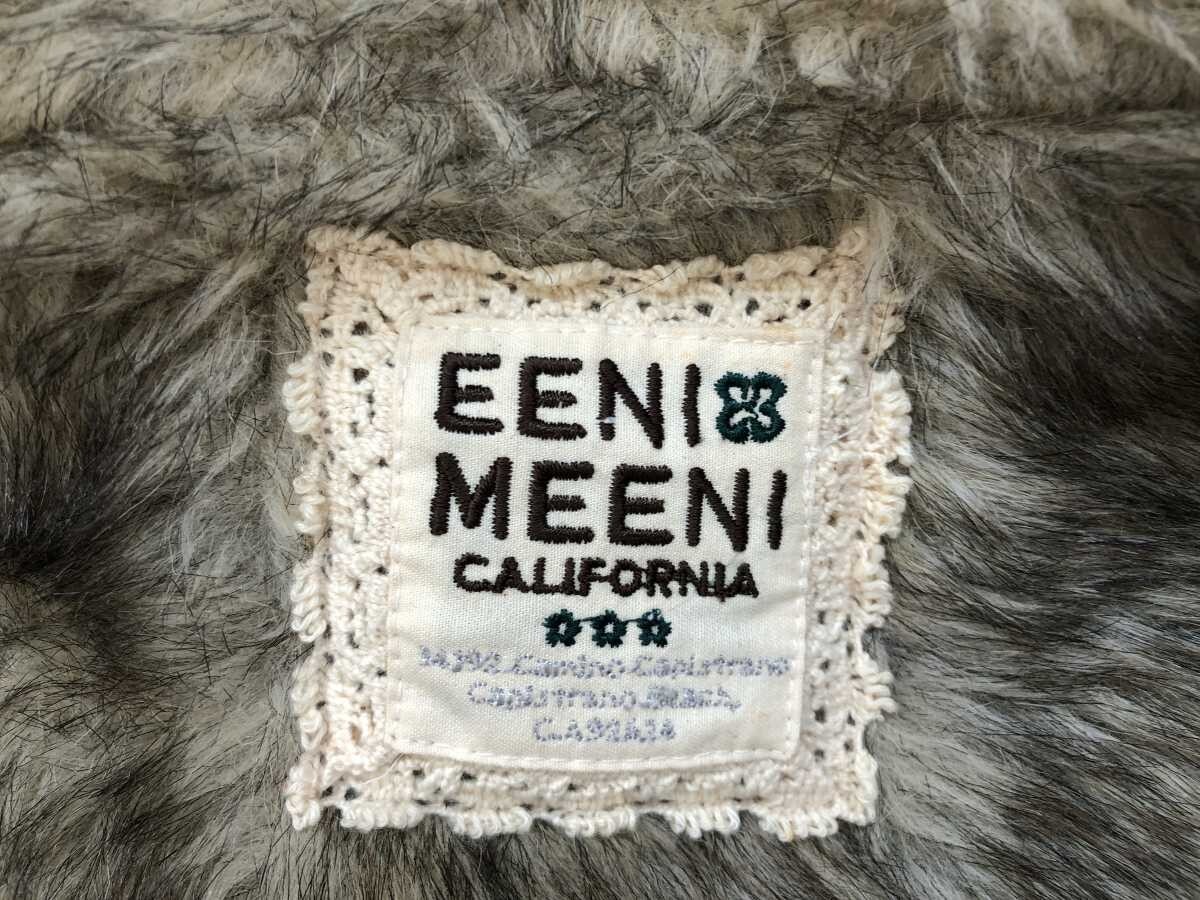 EENI
MEENI
CALIFORNIA
Camino Capistrano
Capistrano Beach,